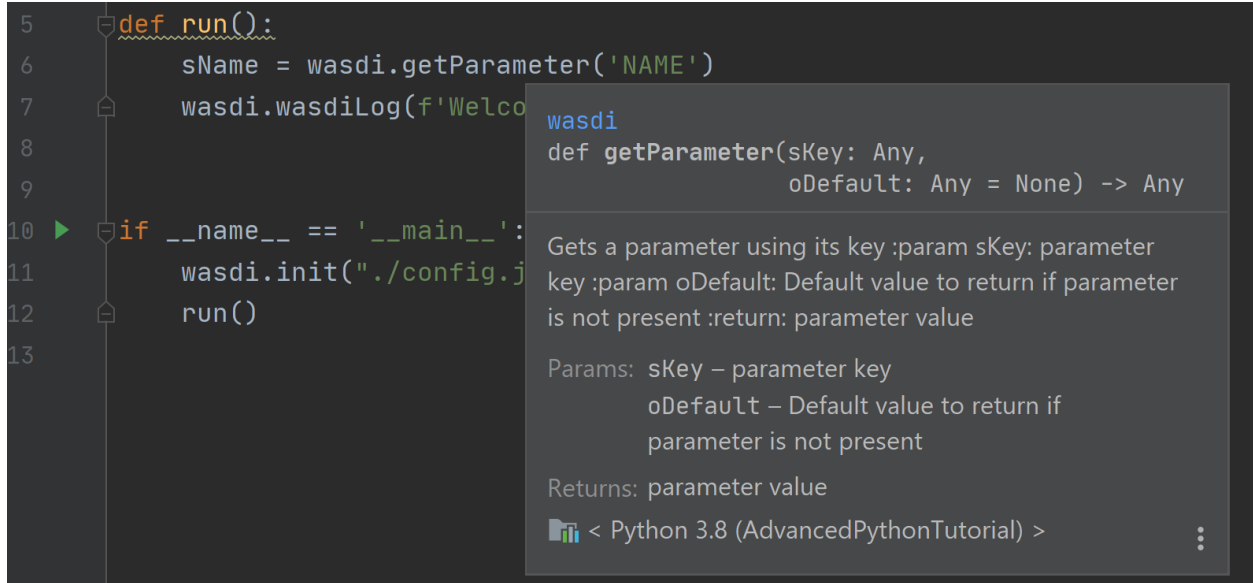 5 def run():
6 sName = wasdi.getParameter('NAME')
7 wasdi.wasdiLog(f'Welco
8
9
10 if __name__ == '__main__':
11 wasdi.init("./config.j
12 run()
13
wasdi
def getParameter(sKey: Any,
oDefault: Any = None) -> Any
Gets a parameter using its key :param sKey: parameter
key :param oDefault: Default value to return if parameter
is not present :return: parameter value
Params: sKey – parameter key
oDefault – Default value to return if
parameter is not present
Returns: parameter value
< Python 3.8 (AdvancedPythonTutorial) >